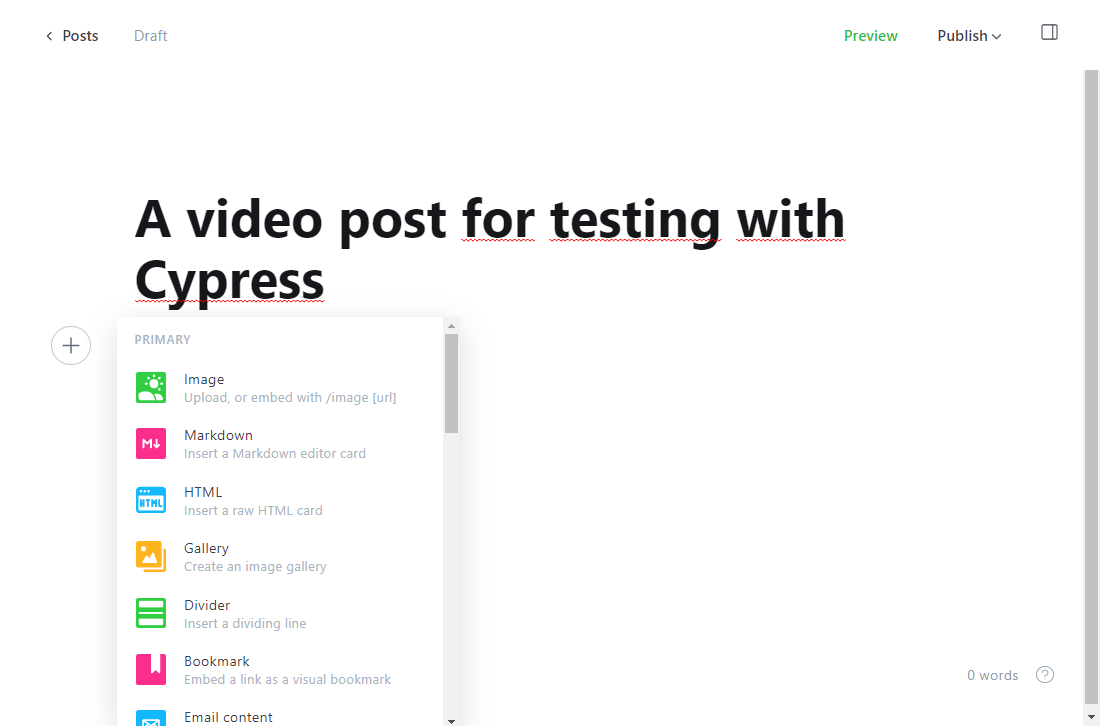 Posts Draft Preview Publish
A video post for testing with
Cypress
PRIMARY
Image
Upload, or embed with /image [url]
M
Markdown
Insert a Markdown editor card
HTML
HTML
Insert a raw HTML card
Gallery
Create an image gallery
Divider
Insert a dividing line
Bookmark
Embed a link as a visual bookmark
0 words ?
Email content